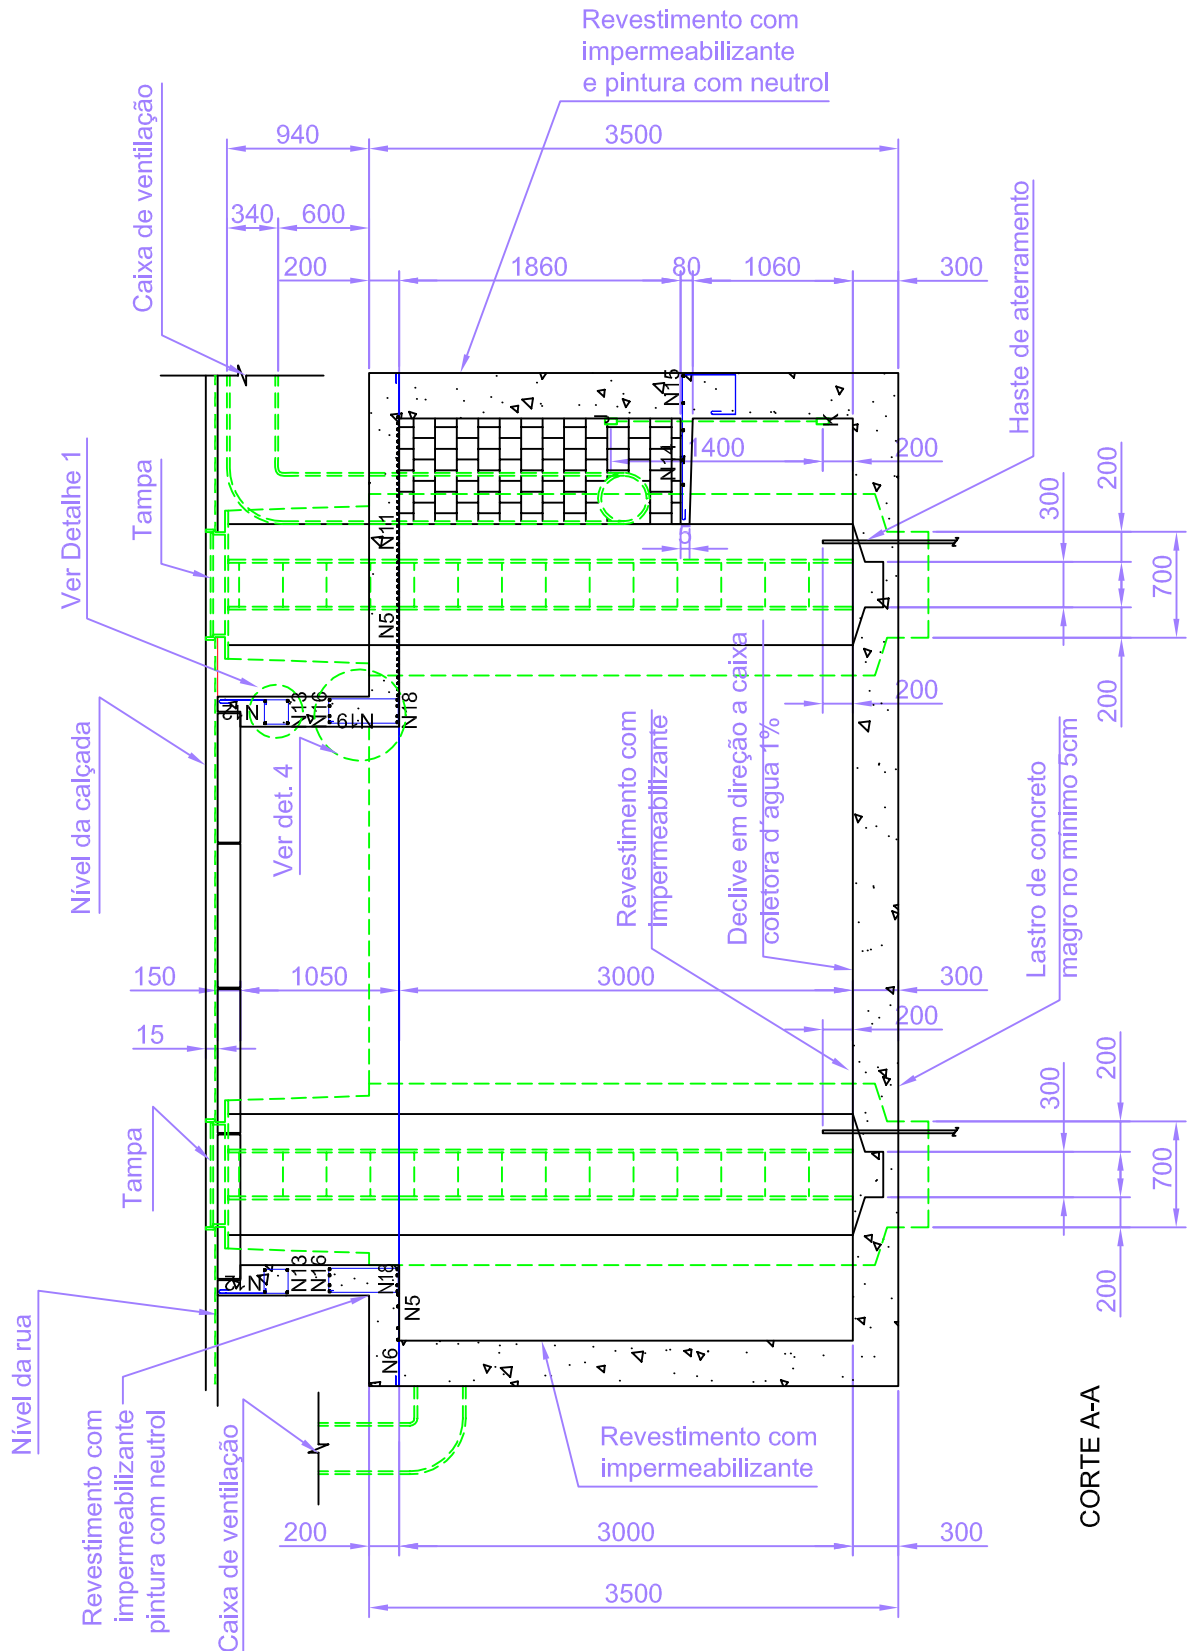 Revestimento com
impermeabilizante
e pintura com neutrol
Caixa de ventilação
940
3500
340
600
200
1860
80
1060
300
Haste de aterramento
Ver Detalhe 1
Tampa
N15
J
K
1400
200
N14
N11
5
200
300
700
200
N5
Nível da calçada
N12
N13
N16
N19
N18
Ver det. 4
200
Revestimento com
impermeabilizante
Declive em direção a caixa
coletora d´agua 1%
Lastro de concreto
magro no mínimo 5cm
150
1050
3000
300
15
200
Tampa
200
300
700
200
N12
N13
N16
N18
N5
N6
Nível da rua
Revestimento com
impermeabilizante
pintura com neutrol
Caixa de ventilação
Revestimento com
impermeabilizante
200
3000
300
3500
CORTE A-A